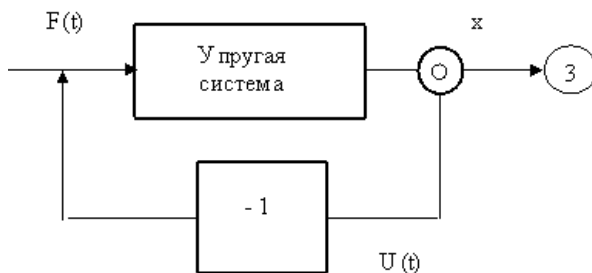 F(t)
x
Упругая
система
О
3
- 1
U (t)